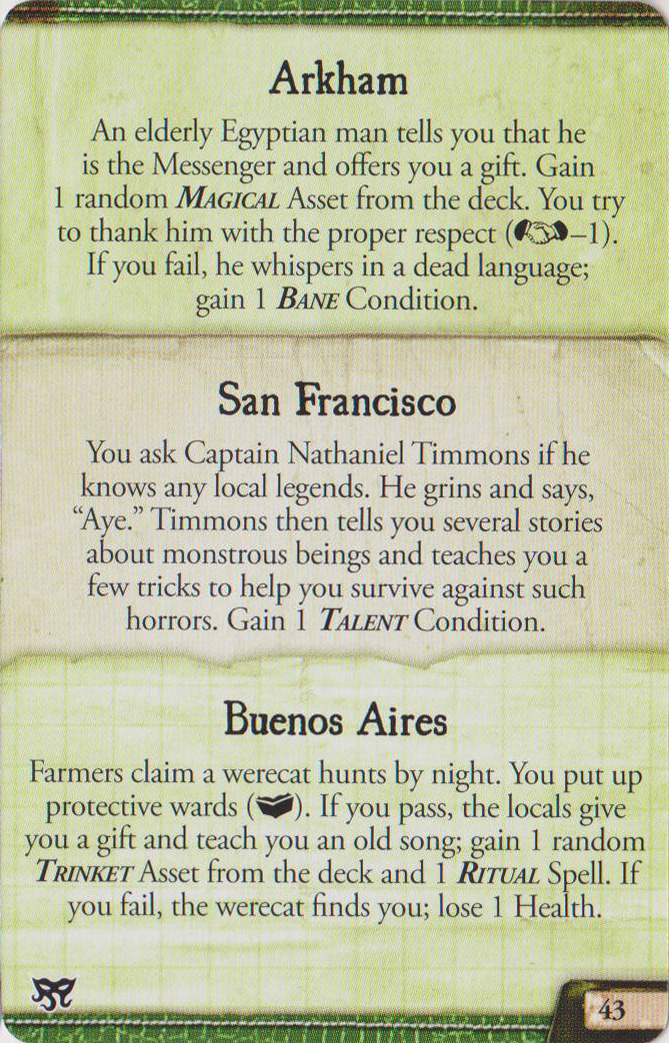 Arkham
An elderly Egyptian man tells you that he
is the Messenger and offers you a gift. Gain
1 random MAGICAL Asset from the deck. You try
to thank him with the proper respect (–1).
If you fail, he whispers in a dead language;
gain 1 BANE Condition.
San Francisco
You ask Captain Nathaniel Timmons if he
knows any local legends. He grins and says,
“Aye.” Timmons then tells you several stories
about monstrous beings and teaches you a
few tricks to help you survive against such
horrors. Gain 1 TALENT Condition.
Buenos Aires
Farmers claim a werecat hunts by night. You put up
protective wards (). If you pass, the locals give
you a gift and teach you an old song; gain 1 random
TRINKET Asset from the deck and 1 RITUAL Spell. If
you fail, the werecat finds you; lose 1 Health.
43